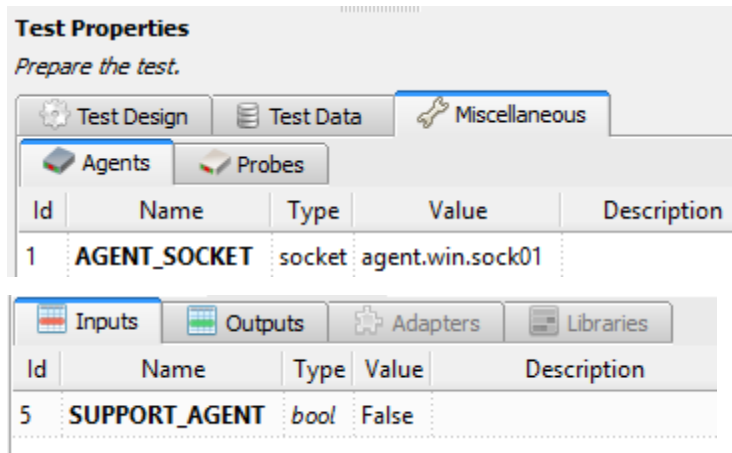 Test Properties
Prepare the test.
Test Design Test Data Miscellaneous
Agents Probes
Id Name Type Value Description
1 AGENT_SOCKET socket agent.win.sock01
Inputs Outputs Adapters Libraries
Id Name Type Value Description
5 SUPPORT_AGENT bool False